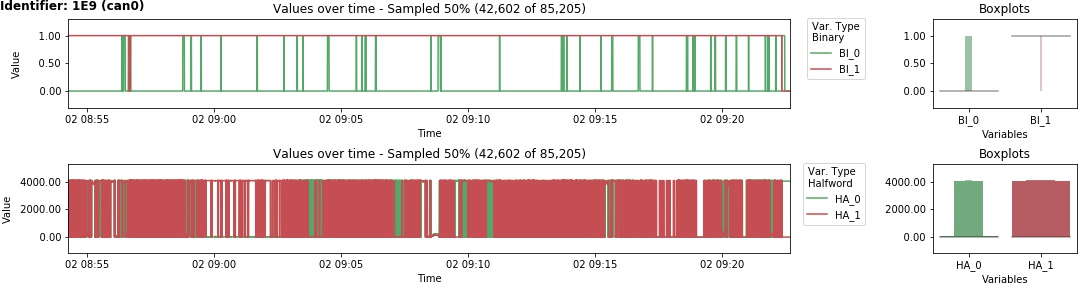 Identifier: 1E9 (can0)
Values over time - Sampled 50% (42,602 of 85,205)
Value
1.00
0.50
0.00
02 08:55
02 09:00
02 09:05
02 09:10
02 09:15
02 09:20
Time
Var. Type
Binary
BI_0
BI_1
Boxplots
1.00
0.50
0.00
BI_0
BI_1
Variables
Values over time - Sampled 50% (42,602 of 85,205)
Value
4000.00
2000.00
0.00
02 08:55
02 09:00
02 09:05
02 09:10
02 09:15
02 09:20
Time
Var. Type
Halfword
HA_0
HA_1
Boxplots
4000.00
2000.00
0.00
HA_0
HA_1
Variables